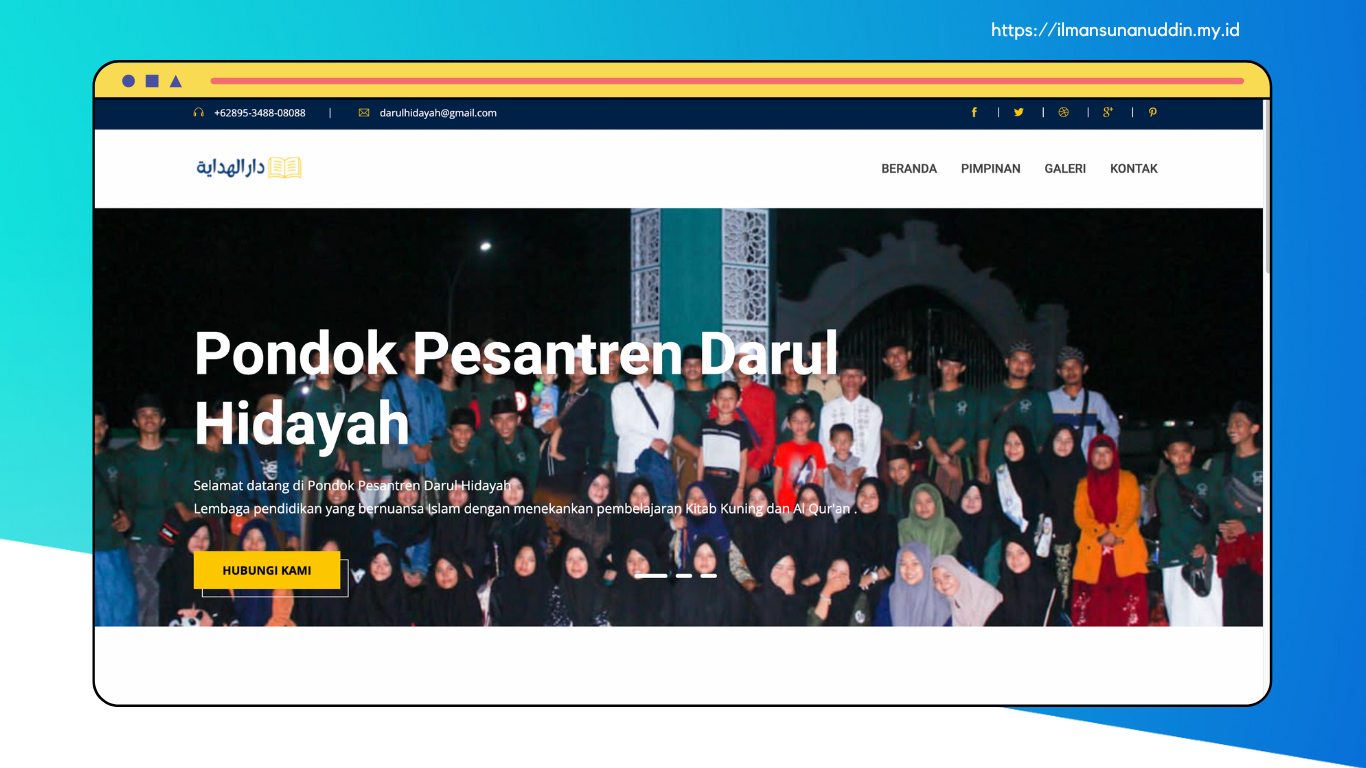 https://ilmansunanuddin.my.id
+62895-3488-08088 | darulhidayah@gmail.com
دار الهداية
BERANDA PIMPINAN GALERI KONTAK
Pondok Pesantren Darul
Hidayah
Selamat datang di Pondok Pesantren Darul Hidayah
Lembaga pendidikan yang bernuansa Islam dengan menekankan pembelajaran Kitab Kuning dan Al Qur'an .
HUBUNGI KAMI